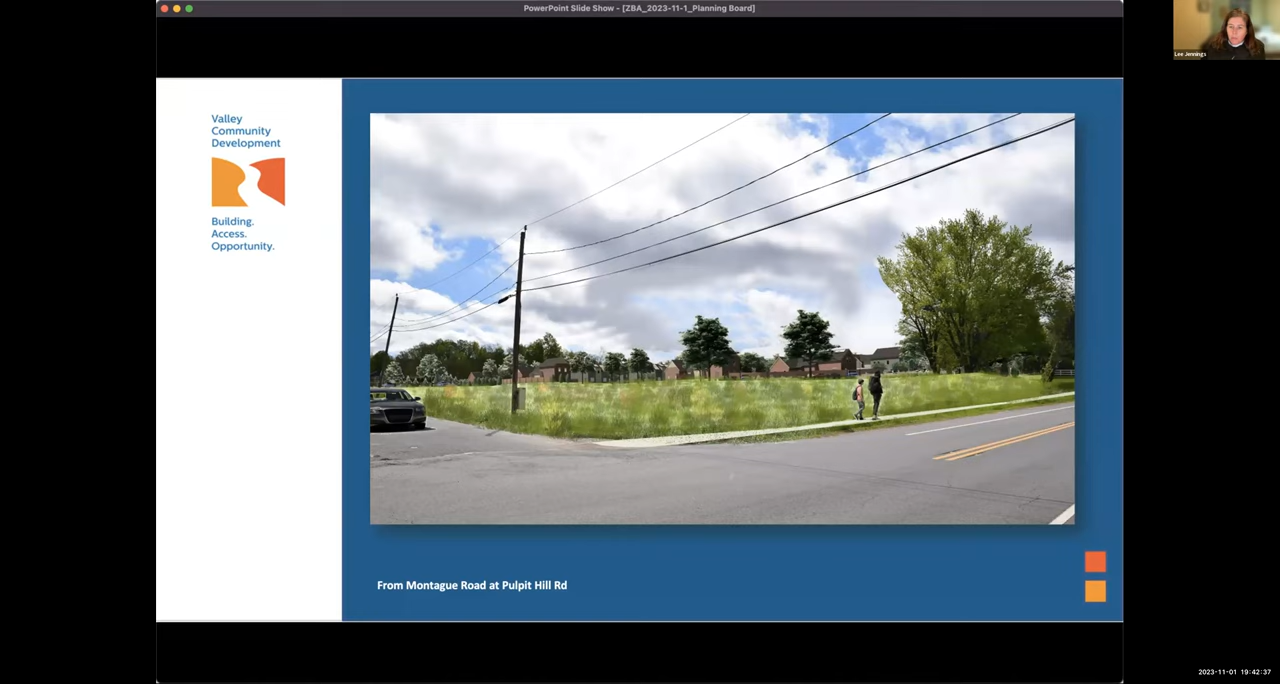 PowerPoint Slide Show - [ZBA_2023-11-1_Planning Board]
Lee Jennings
Valley
Community
Development
Building.
Access.
Opportunity.
From Montague Road at Pulpit Hill Rd
2023-11-01 19:42:37